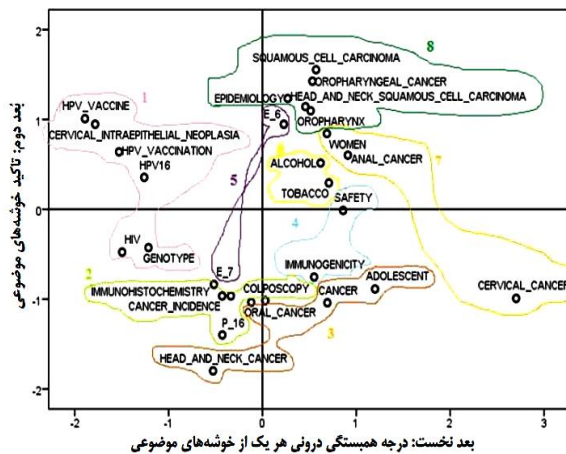 2
8
SQUAMOUS_CELL_CARCINOMA
OROPHARYNGEAL_CANCER
1
EPIDEMIOLOGY
HEAD_AND_NECK_SQUAMOUS_CELL_CARCINOMA
HPV_VACCINE
1
E_6
OROPHARYNX
CERVICAL_INTRAEPITHELIAL_NEOPLASIA
WOMEN
HPV_VACCINATION
ALCOHOL
ANAL_CANCER
HPV16
5
7
TOBACCO
SAFETY
0
4
HIV
GENOTYPE
2
E_7
IMMUNOGENICITY
ADOLESCENT
IMMUNOHISTOCHEMISTRY
COLPOSCOPY
CANCER
CERVICAL_CANCER
CANCER_INCIDENCE
-1
ORAL_CANCER
P_16
3
HEAD_AND_NECK_CANCER
-2
-2
-1
0
1
2
3
بعد دوم: تاکید خوشه‌های موضوعی
بعد نخست: درجه همبستگی درونی هر یک از خوشه‌های موضوعی